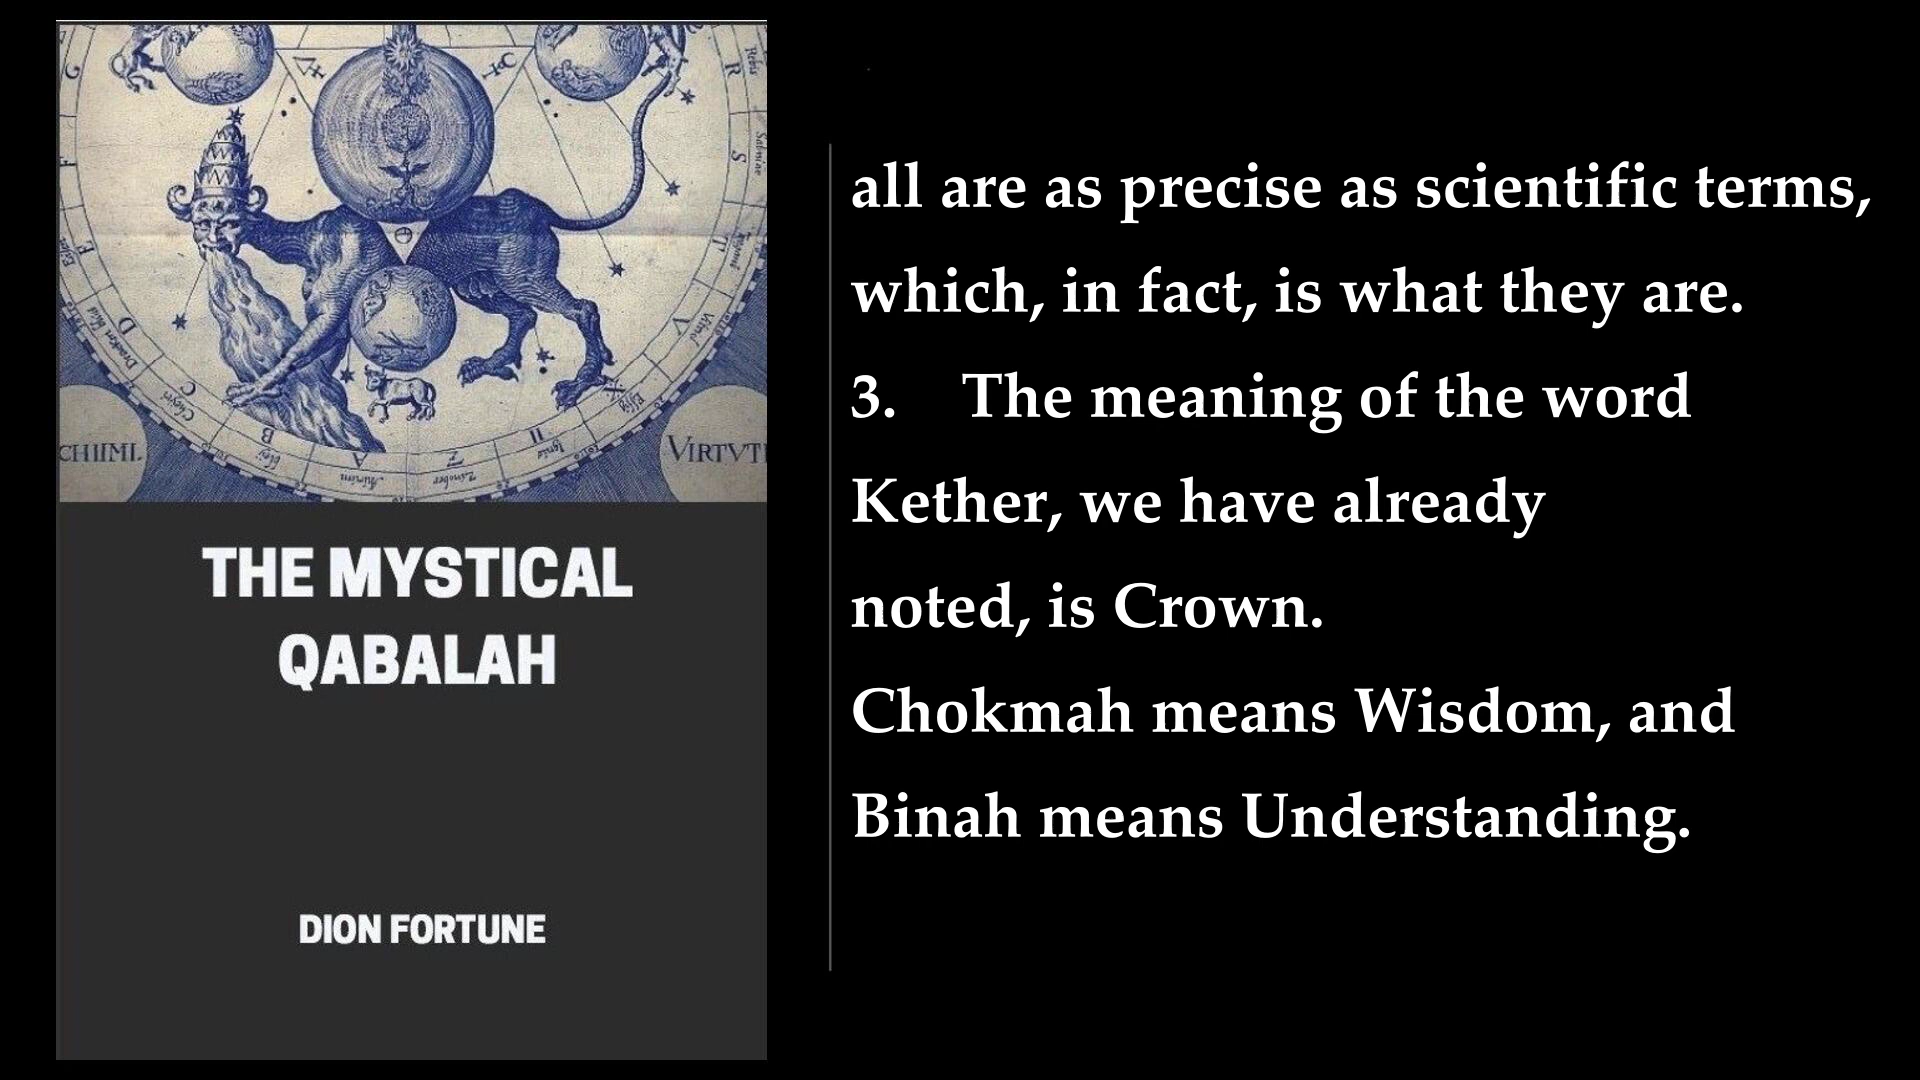 CHIIMI.
VIRTVTI
THE MYSTICAL
QABALAH
DION FORTUNE
all are as precise as scientific terms,
which, in fact, is what they are.
3. The meaning of the word
Kether, we have already
noted, is Crown.
Chokmah means Wisdom, and
Binah means Understanding.